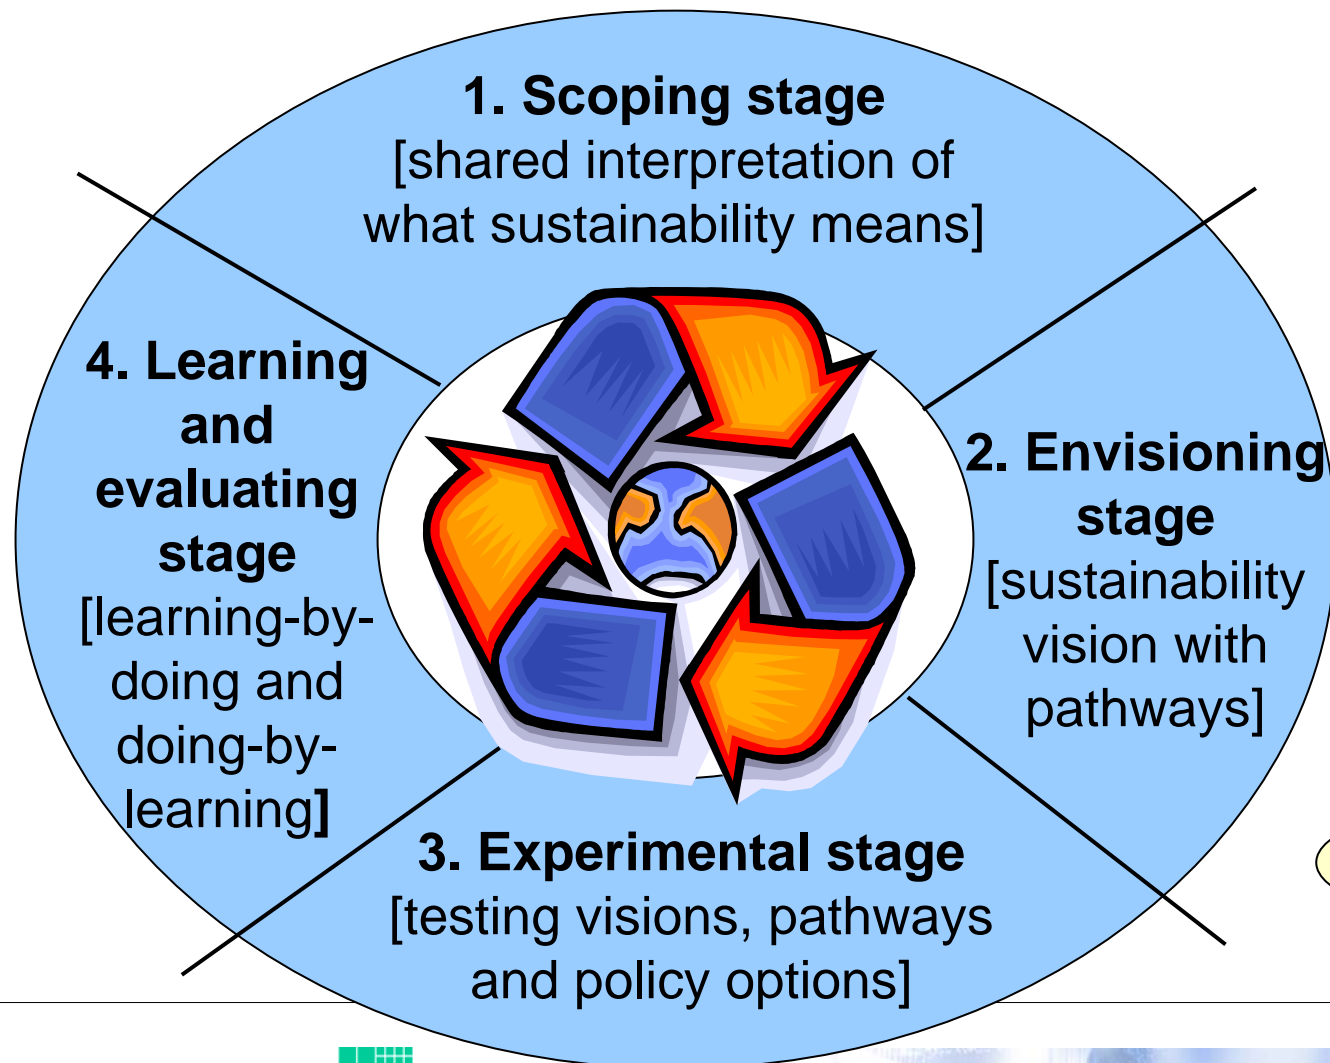 1. Scoping stage
[shared interpretation of
what sustainability means]
2. Envisioning
stage
[sustainability
vision with
pathways]
3. Experimental stage
[testing visions, pathways
and policy options]
4. Learning
and
evaluating
stage
[learning-by-
doing and
doing-by-
learning]